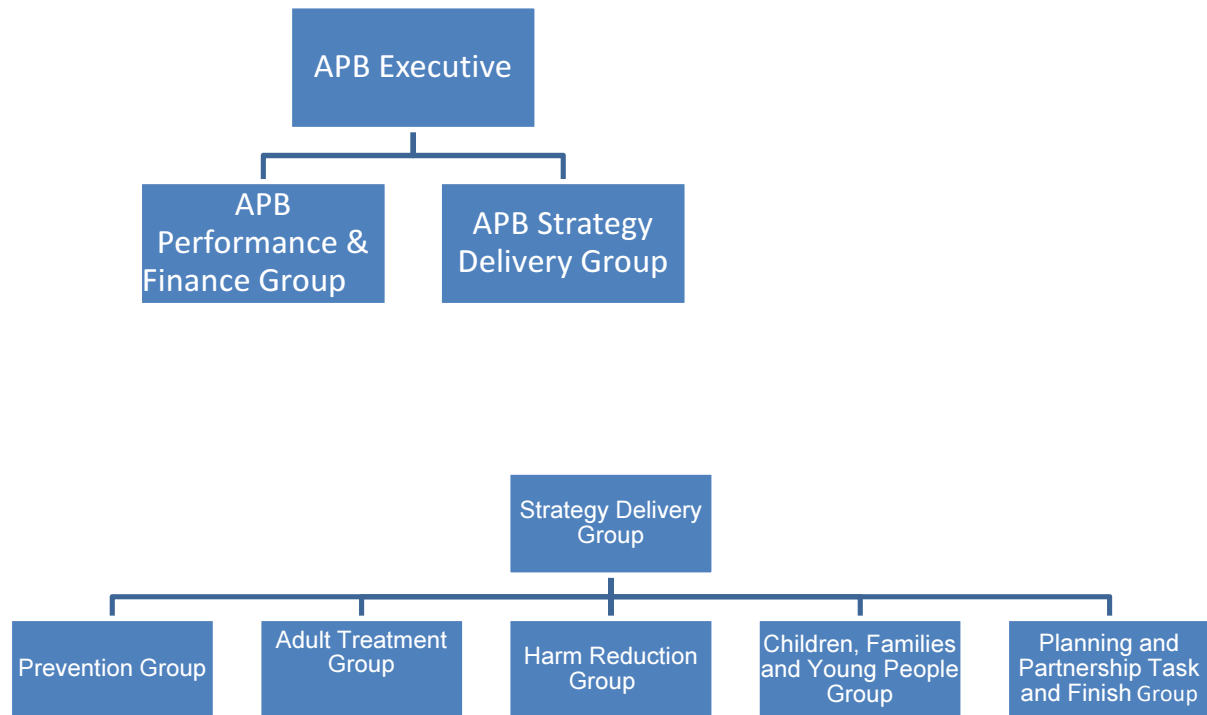 APB Executive
APB
Performance &
Finance Group
APB Strategy
Delivery Group
Strategy Delivery
Group
Prevention Group
Adult Treatment
Group
Harm Reduction
Group
Children, Families
and Young People
Group
Planning and
Partnership Task
and Finish Group